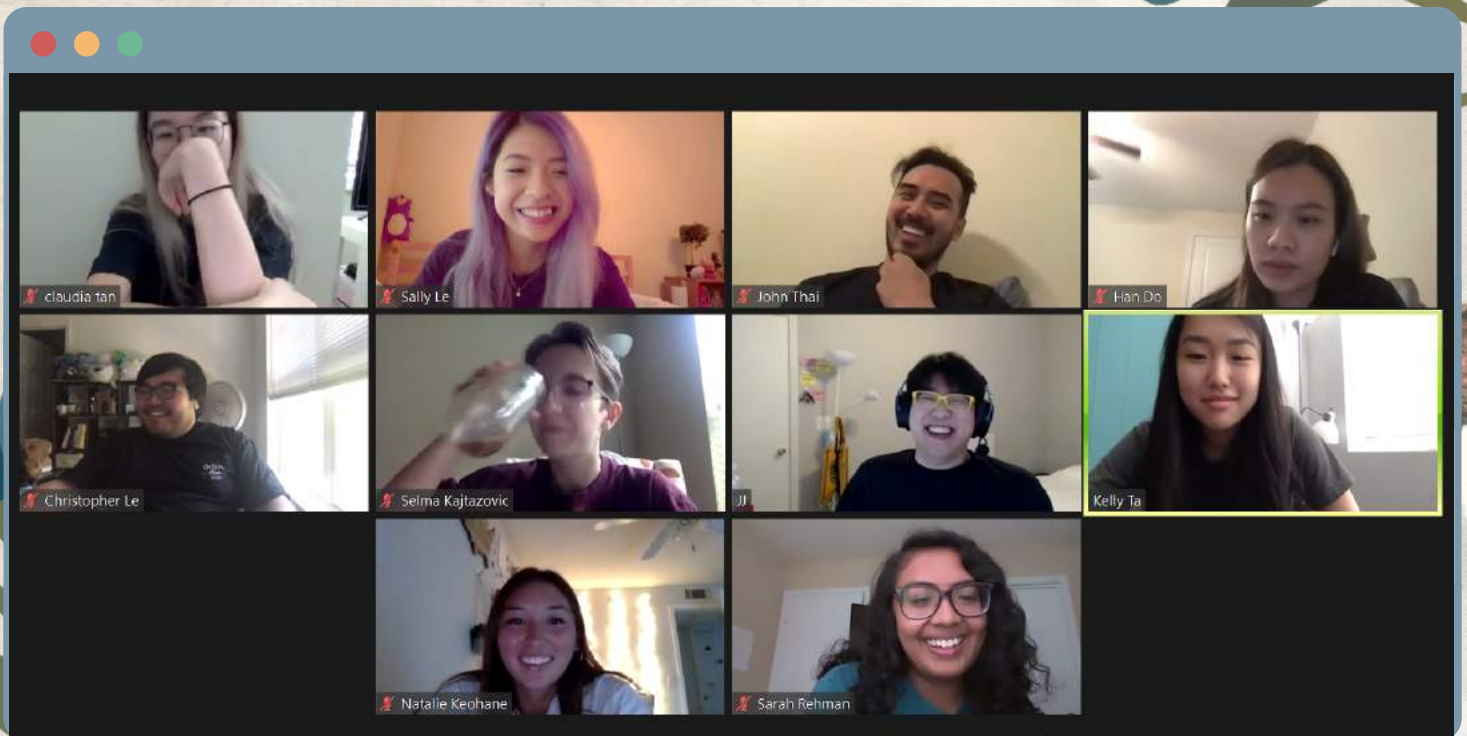 claudia tan
Sally Le
John Thai
Han Do
Christopher Le
Selma Kajtazovic
JJ
Kelly Ta
Natalie Keohane
Sarah Rehman